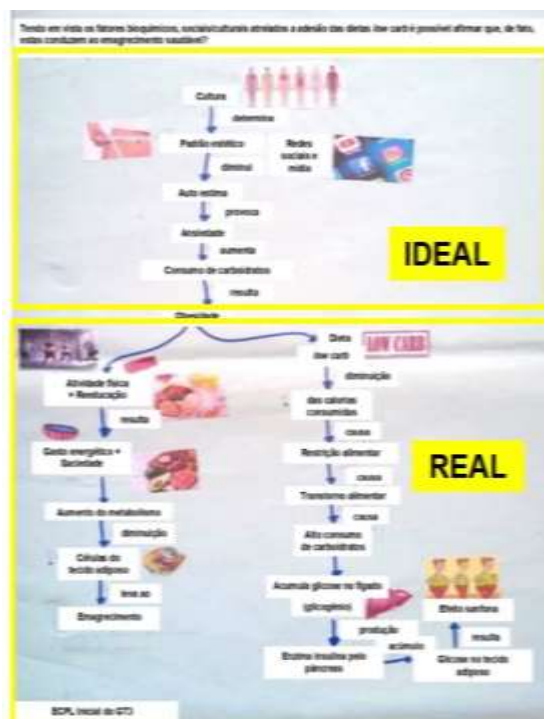 Tendo em vista os fatores bioquímicos, sociais/culturais atrelados a adesão das dietas low carb é possível afirmar que, de fato,
estas conduzem ao emagrecimento saudável?
Cultura
determina
Padrão estético
Redes
sociais e
mídia
diminui
Auto estima
provoca
Ansiedade
aumenta
Consumo de carboidratos
resulta
IDEAL
Obesidade
Dieta
low carb
LOW CARB
Atividade física
+ Reeducação
resulta
Gasto energético +
Saciedade
Aumento do metabolismo
diminuição
Células do
tecido adiposo
leva ao
Emagrecimento
diminuição
das calorias
consumidas
causa
Restrição alimentar
causa
Transtorno alimentar
causa
Alto consumo
de carboidratos
REAL
Acumula glicose no fígado
(glicogênio)
produção
Enzima insulina pelo
pâncreas
acúmulo
Glicose no tecido
adiposo
resulta
Efeito sanfona
ECPL inicial do GT3